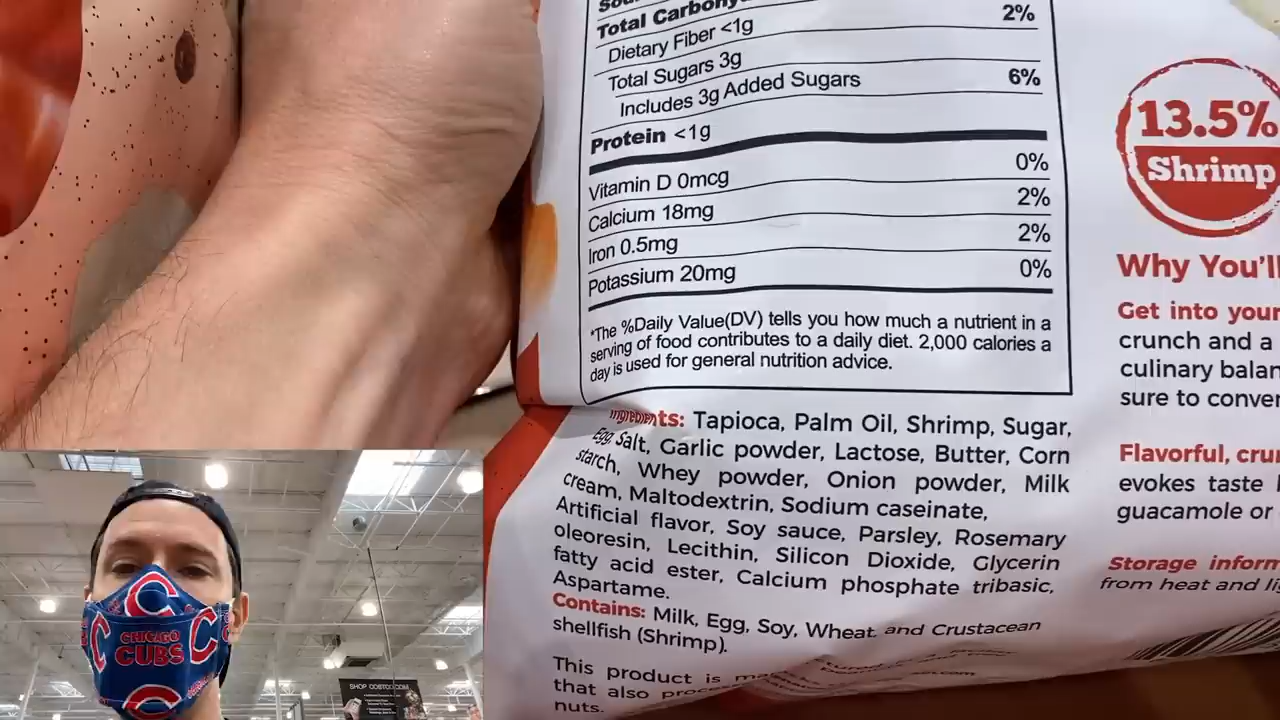 Total Carbohy
2%
Dietary Fiber <1g
Total Sugars 3g
Includes 3g Added Sugars 6%
Protein <1g
Vitamin D 0mcg 0%
Calcium 18mg 2%
Iron 0.5mg 2%
Potassium 20mg 0%
*The %Daily Value(DV) tells you how much a nutrient in a
serving of food contributes to a daily diet. 2,000 calories a
day is used for general nutrition advice.
Ingredients: Tapioca, Palm Oil, Shrimp, Sugar,
Egg, Salt, Garlic powder, Lactose, Butter, Corn
starch, Whey powder, Onion powder, Milk
cream, Maltodextrin, Sodium caseinate,
Artificial flavor, Soy sauce, Parsley, Rosemary
oleoresin, Lecithin, Silicon Dioxide, Glycerin
fatty acid ester, Calcium phosphate tribasic,
Aspartame.
Contains: Milk, Egg, Soy, Wheat and Crustacean
shellfish (Shrimp).
This product is
that also
nuts.
13.5%
Shrimp
Why You'll
Get into your
crunch and a
culinary balan
sure to conver
Flavorful, crun
evokes taste
guacamole or
Storage inform
from heat and li
C
C
C
CHICAGO
CUBS
SHOP COSTCO.COM